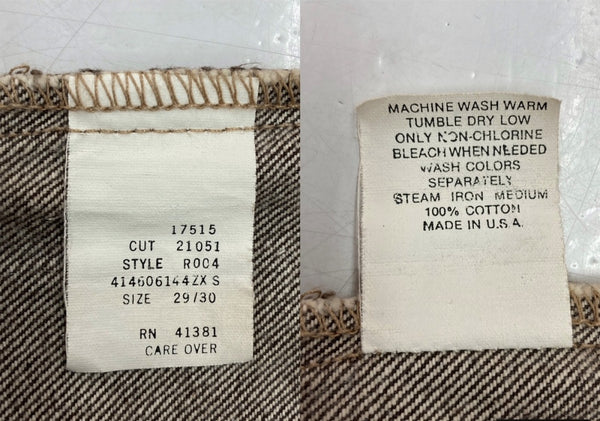 17515
CUT 21051
STYLE R004
414606144ZX S
SIZE 29/30
RN 41381
CARE OVER
MACHINE WASH WARM
TUMBLE DRY LOW
ONLY NON-CHLORINE
BLEACH WHEN NEEDED
WASH COLORS
SEPARATELY
STEAM IRON MEDIUM
100% COTTON
MADE IN U.S.A.